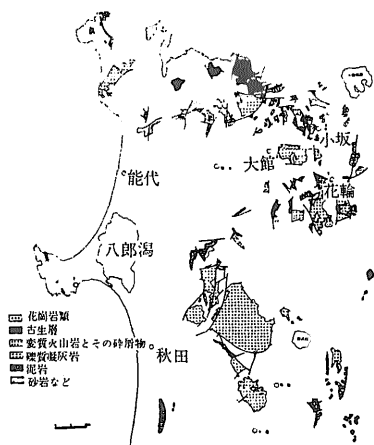 小坂
大館
花輪
能代
八郎潟
秋田
花崗岩類
古生層
変質火山岩とその砕屑物
礫質凝灰岩
泥岩
砂岩など